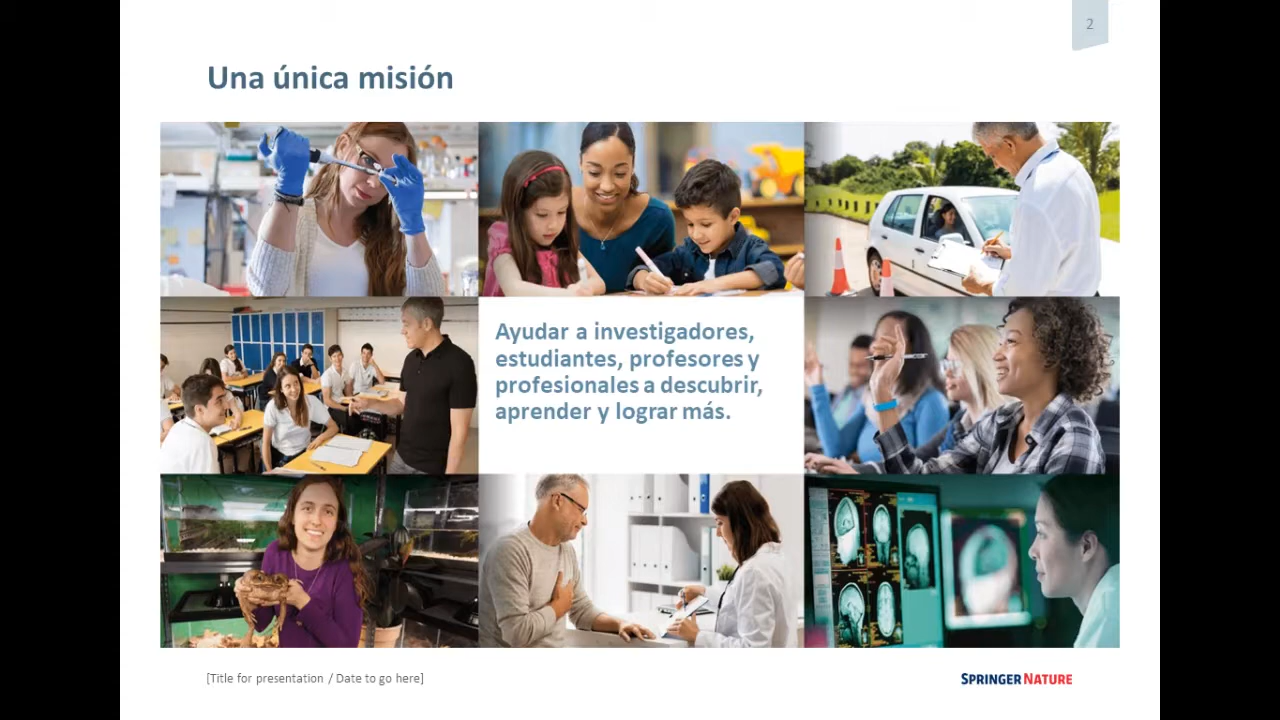 2
Una única misión
Ayudar a investigadores,
estudiantes, profesores y
profesionales a descubrir,
aprender y lograr más.
[Title for presentation / Date to go here]
SPRINGER NATURE